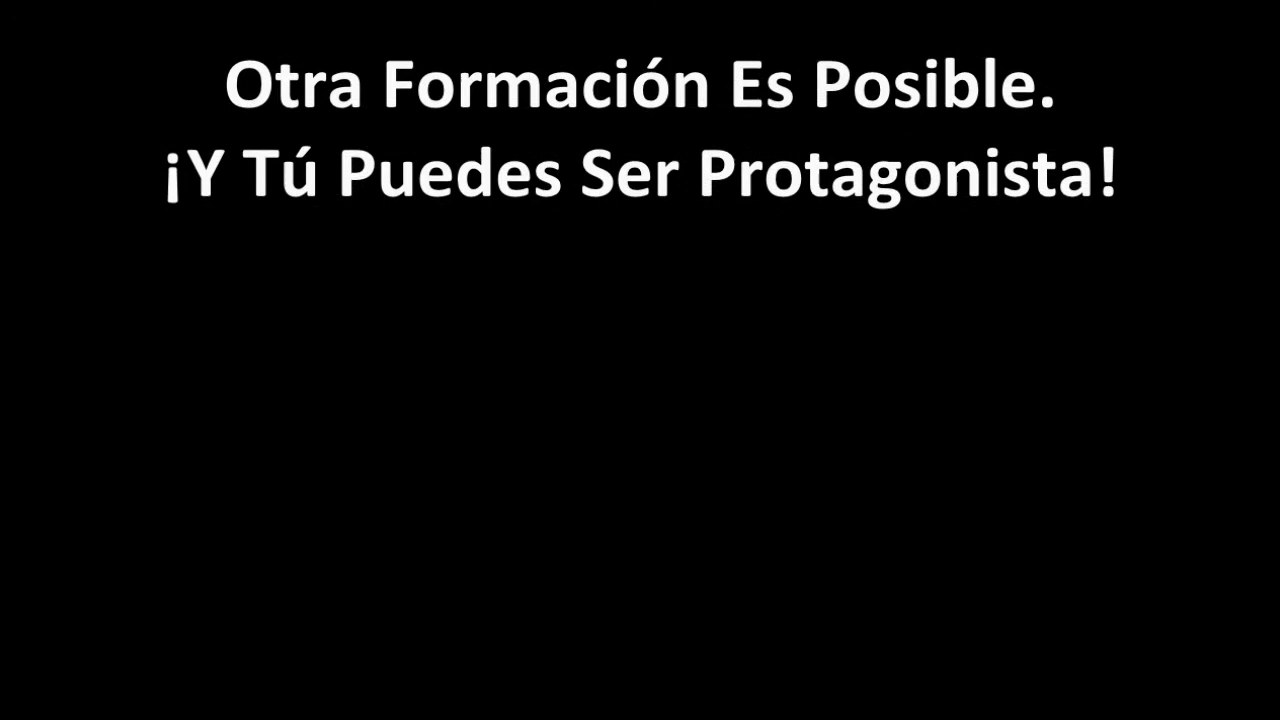 Otra Formación Es Posible.
¡Y Tú Puedes Ser Protagonista!